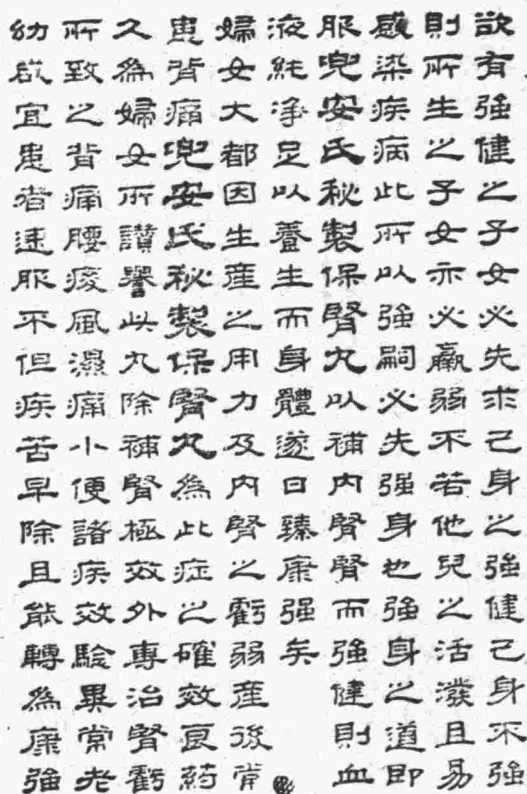 欲有強健之子女必先求己身之強健己身不強
則所生之子女亦必羸弱不若他兒之活潑且易
感染疾病此所以強嗣必先強身也強身之道即
服兜安氏秘製保腎丸以補內腎腎而強健則血
液純淨足以養生而身體遂日臻康強矣
婦女大都因生產之用力及內腎之虧弱產後常
患背痛兜安氏秘製保腎丸為此症之確效良葯
久為婦女所讚譽此丸除補腎極效外專治腎虧
所致之背痛腰痠風濕痛小便諸疾效驗異常老
幼咸宜患者速服不但疾苦早除且能轉為康強